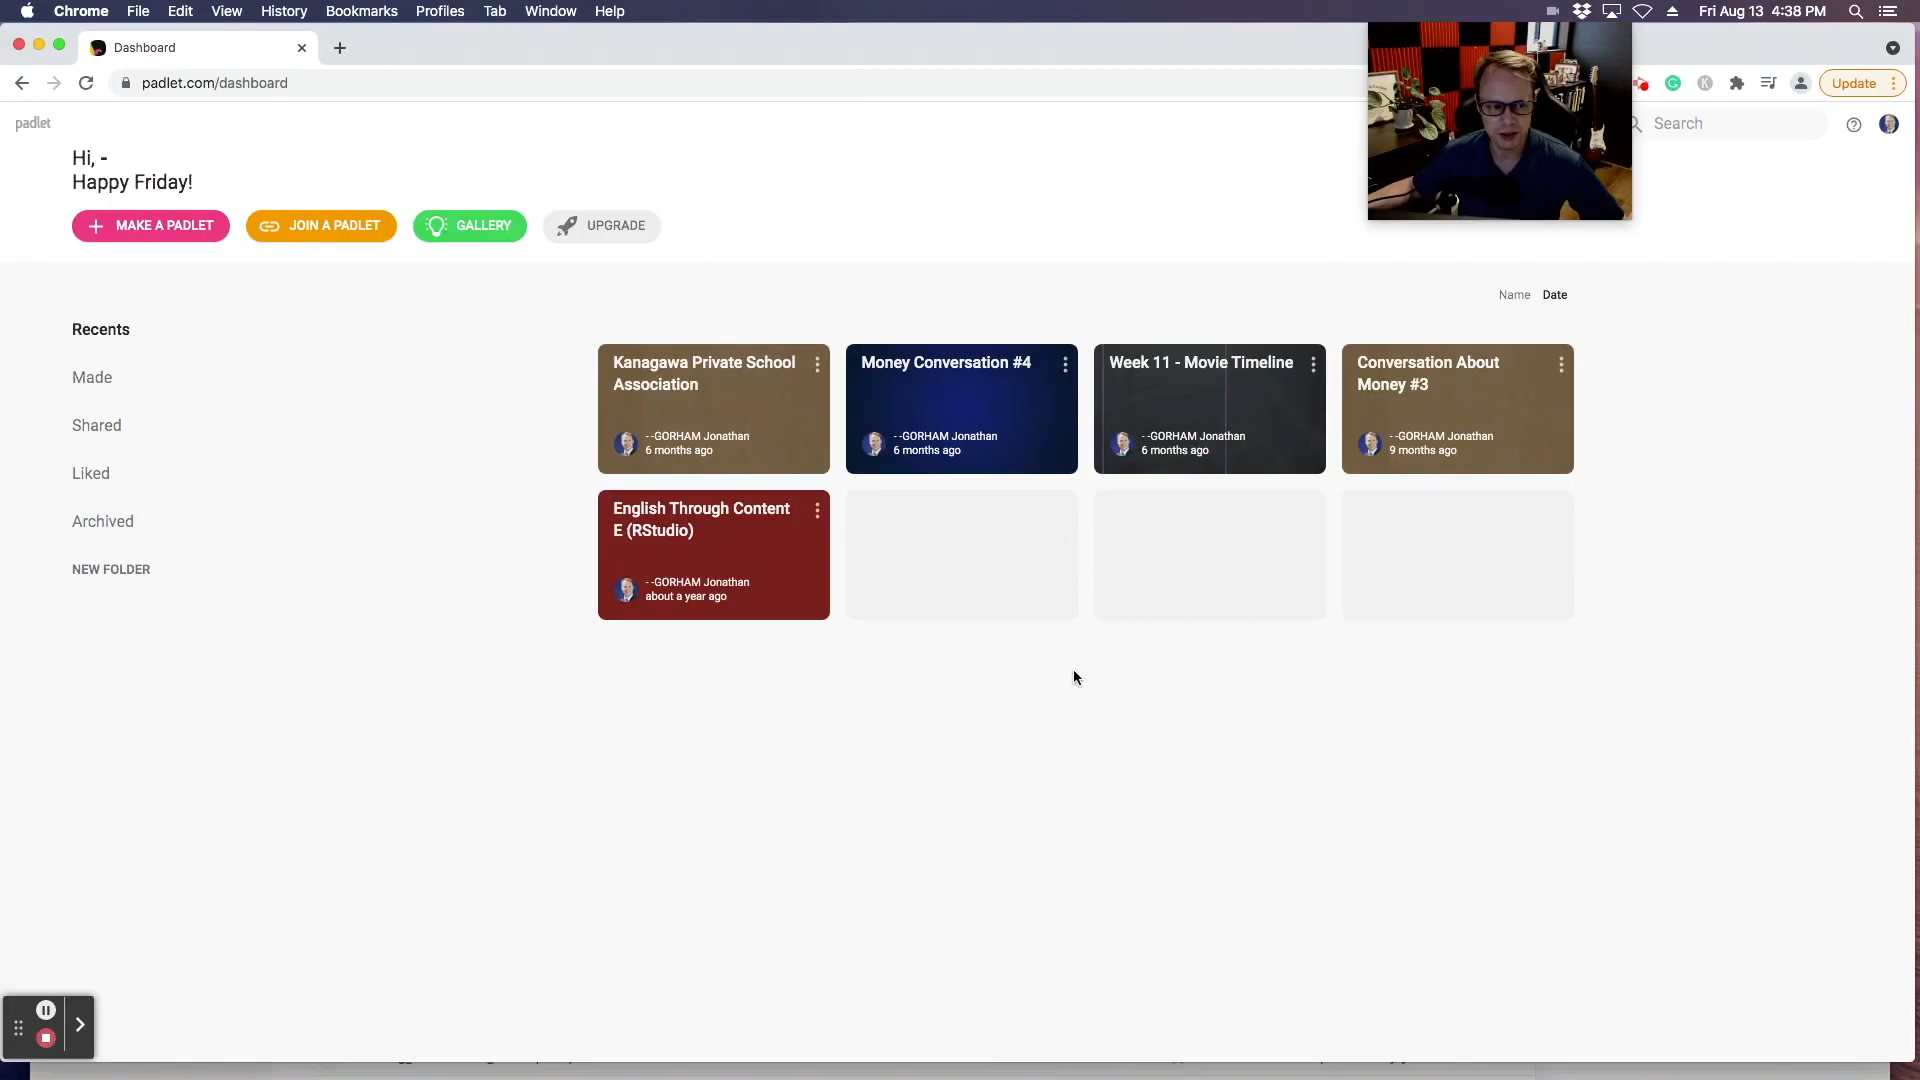 Chrome File Edit View History Bookmarks Profiles Tab Window Help
Fri Aug 13 4:38 PM
Dashboard
padlet.com/dashboard
Update
padlet
Search
Hi, -
Happy Friday!
MAKE A PADLET
JOIN A PADLET
GALLERY
UPGRADE
Name Date
Recents
Made
Shared
Liked
Archived
NEW FOLDER
Kanagawa Private School
Association
- -GORHAM Jonathan
6 months ago
Money Conversation #4
- -GORHAM Jonathan
6 months ago
Week 11 - Movie Timeline
- -GORHAM Jonathan
6 months ago
Conversation About
Money #3
- -GORHAM Jonathan
9 months ago
English Through Content
E (RStudio)
- -GORHAM Jonathan
about a year ago